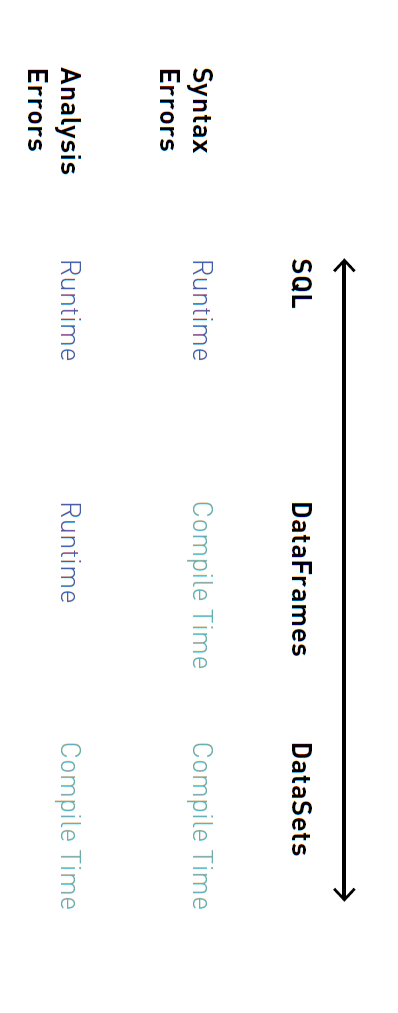 SQL DataFrames DataSets
Syntax
Errors
Runtime Compile Time Compile Time
Analysis
Errors
Runtime Runtime Compile Time